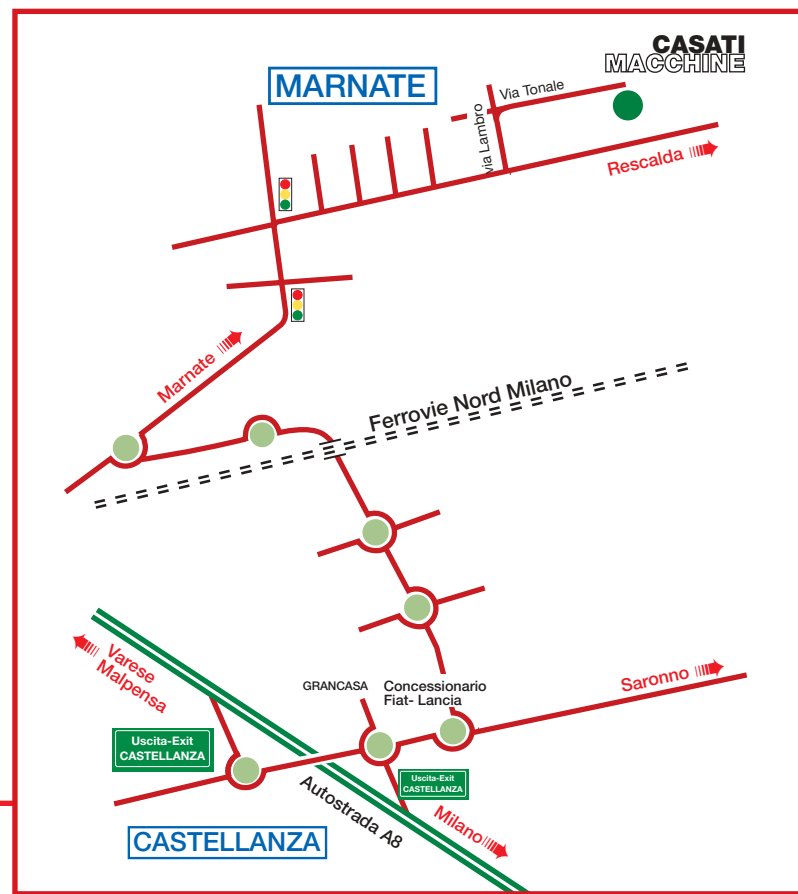 CASATI
MACCHINE
MARNATE
Via Tonale
via Lambro
Rescalda
Marnate
Ferrovie Nord Milano
Varese
Malpensa
GRANCASA
Concessionario
Fiat- Lancia
Saronno
Uscita-Exit
CASTELLANZA
Uscita-Exit
CASTELLANZA
Autostrada A8
Milano
CASTELLANZA